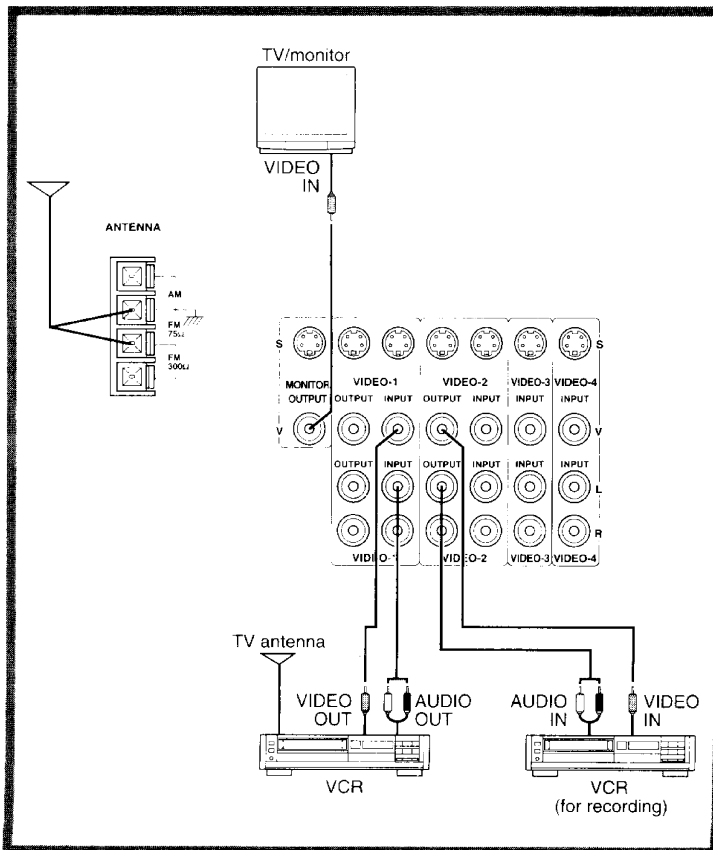 TV/monitor
VIDEO
IN
ANTENNA
AM
FM
75Ω
FM
300Ω
S S
MONITOR VIDEO-1 VIDEO-2 VIDEO-3 VIDEO-4
OUTPUT OUTPUT INPUT OUTPUT INPUT INPUT INPUT
V V
OUTPUT INPUT OUTPUT INPUT INPUT INPUT
L
R
VIDEO-1 VIDEO-2 VIDEO-3 VIDEO-4
TV antenna
VIDEO
OUT
AUDIO
OUT
AUDIO
IN
VIDEO
IN
VCR
VCR
(for recording)